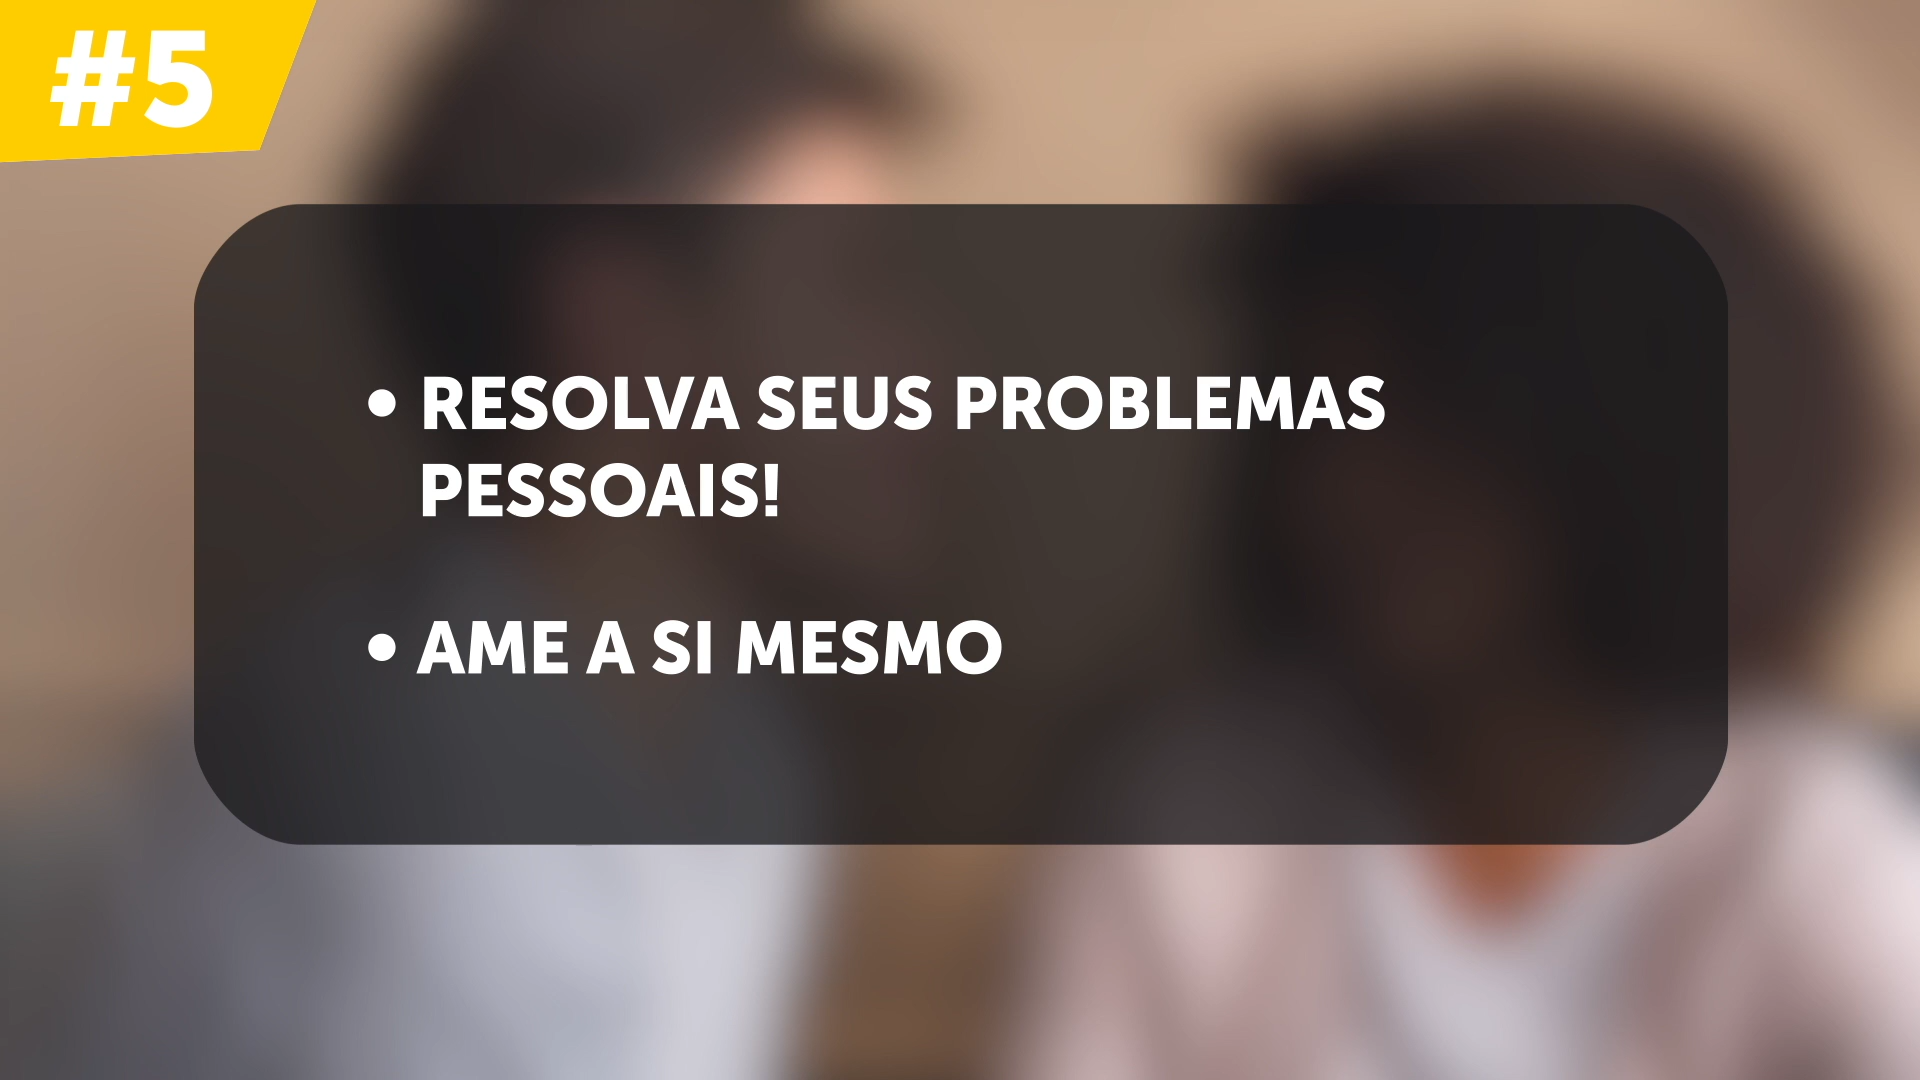 #5
• RESOLVA SEUS PROBLEMAS
PESSOAIS!
• AME A SI MESMO